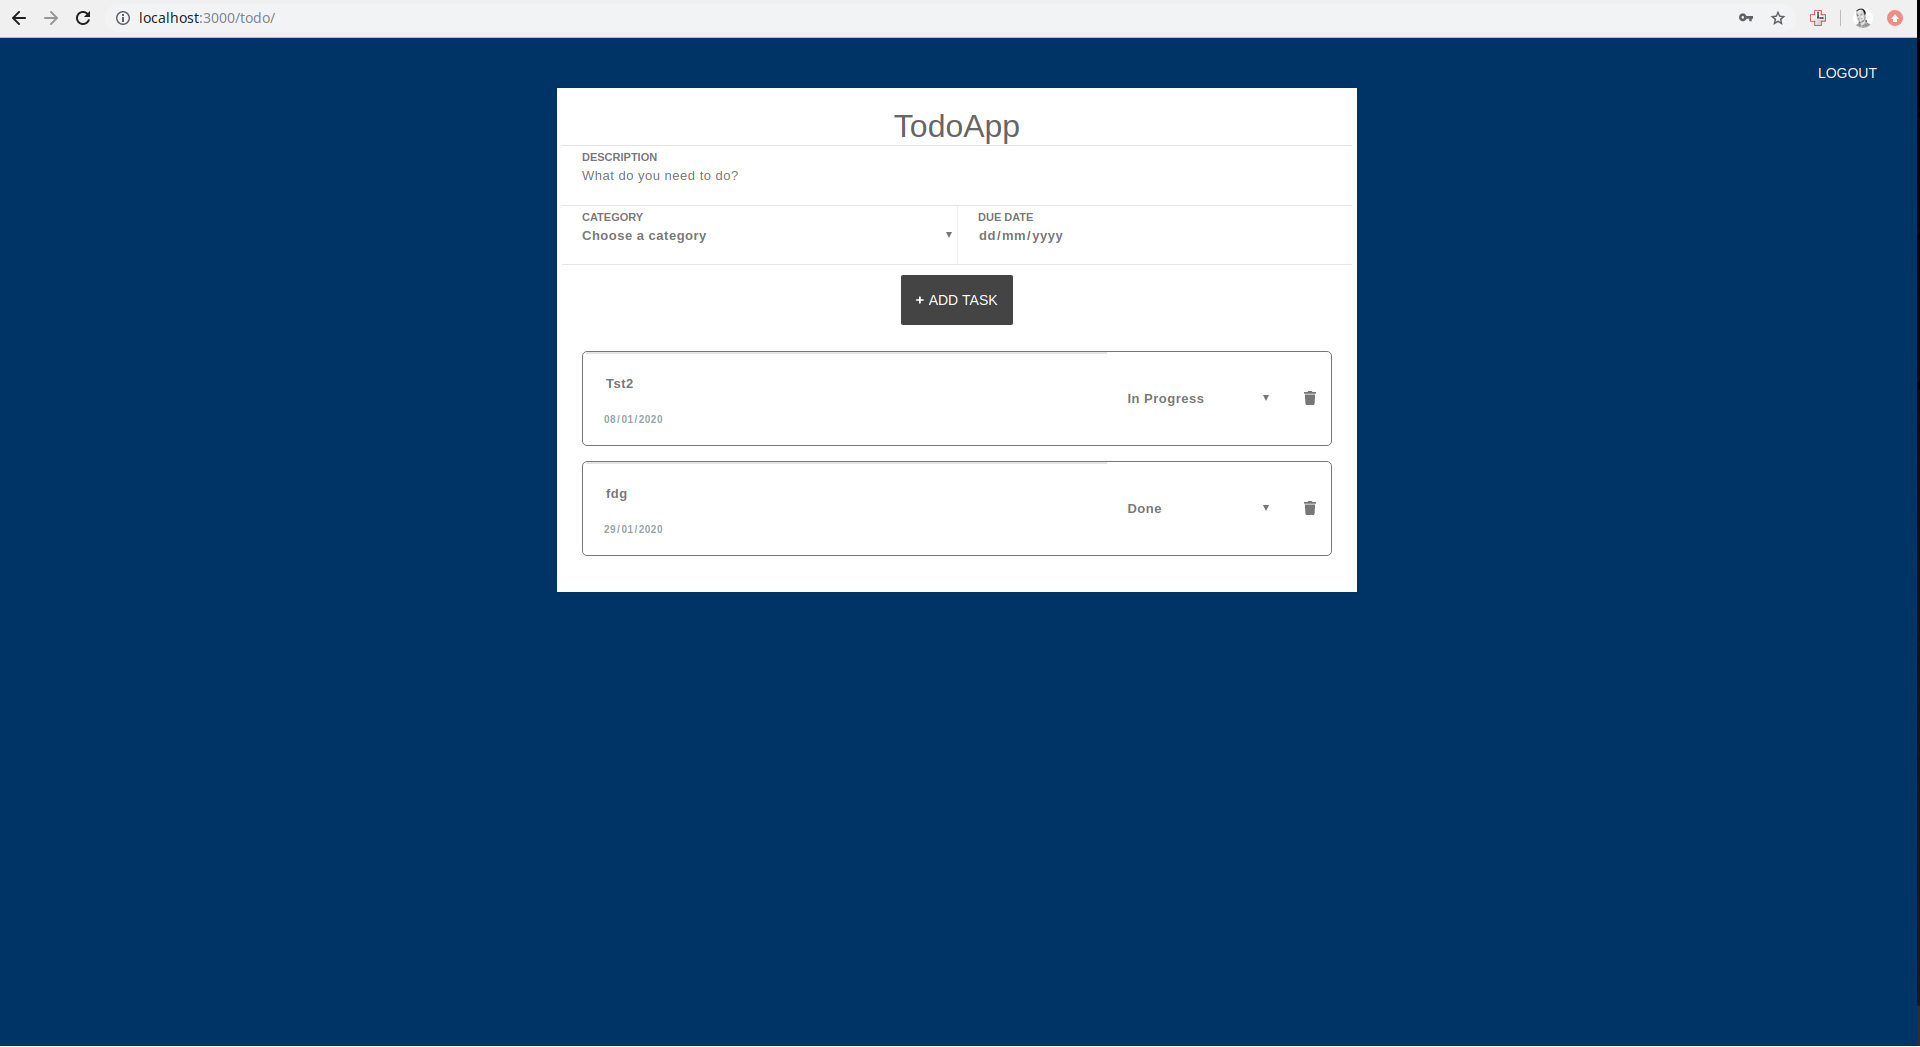 localhost:3000/todo/
LOGOUT
TodoApp
DESCRIPTION
What do you need to do?
CATEGORY
Choose a category
DUE DATE
dd/mm/yyyy
+ ADD TASK
Tst2
08/01/2020
In Progress
fdg
29/01/2020
Done